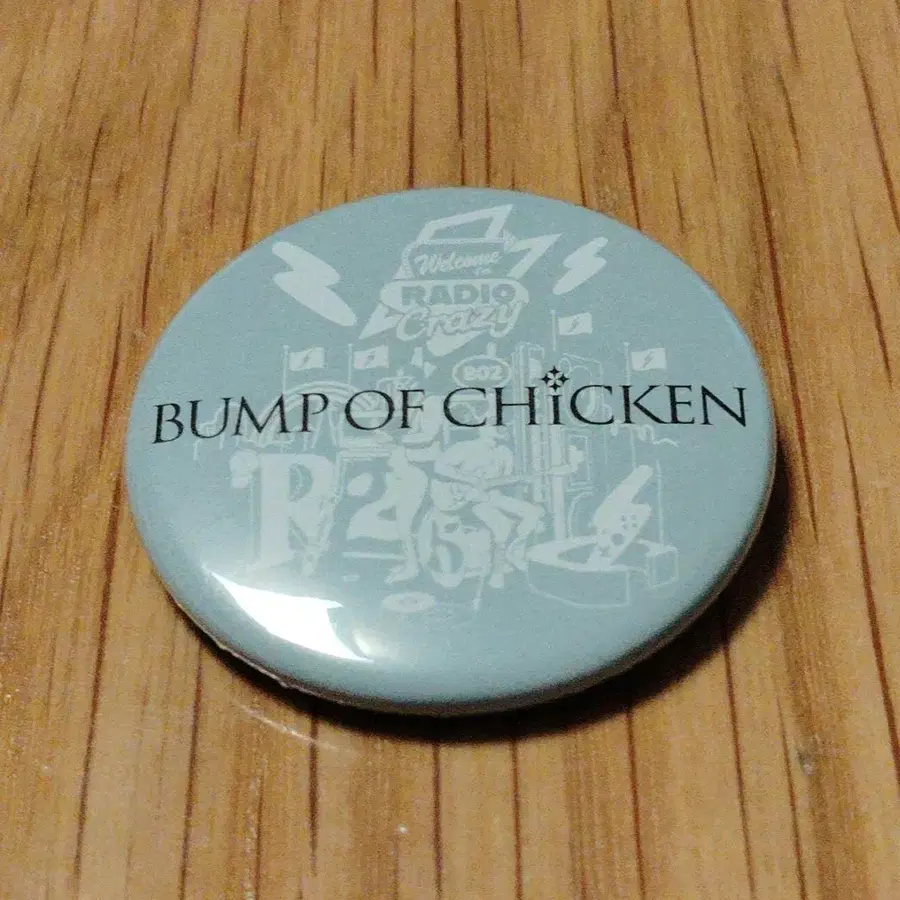 Welcome
to
RADIO
Crazy
802
BUMP OF CHiCKEN